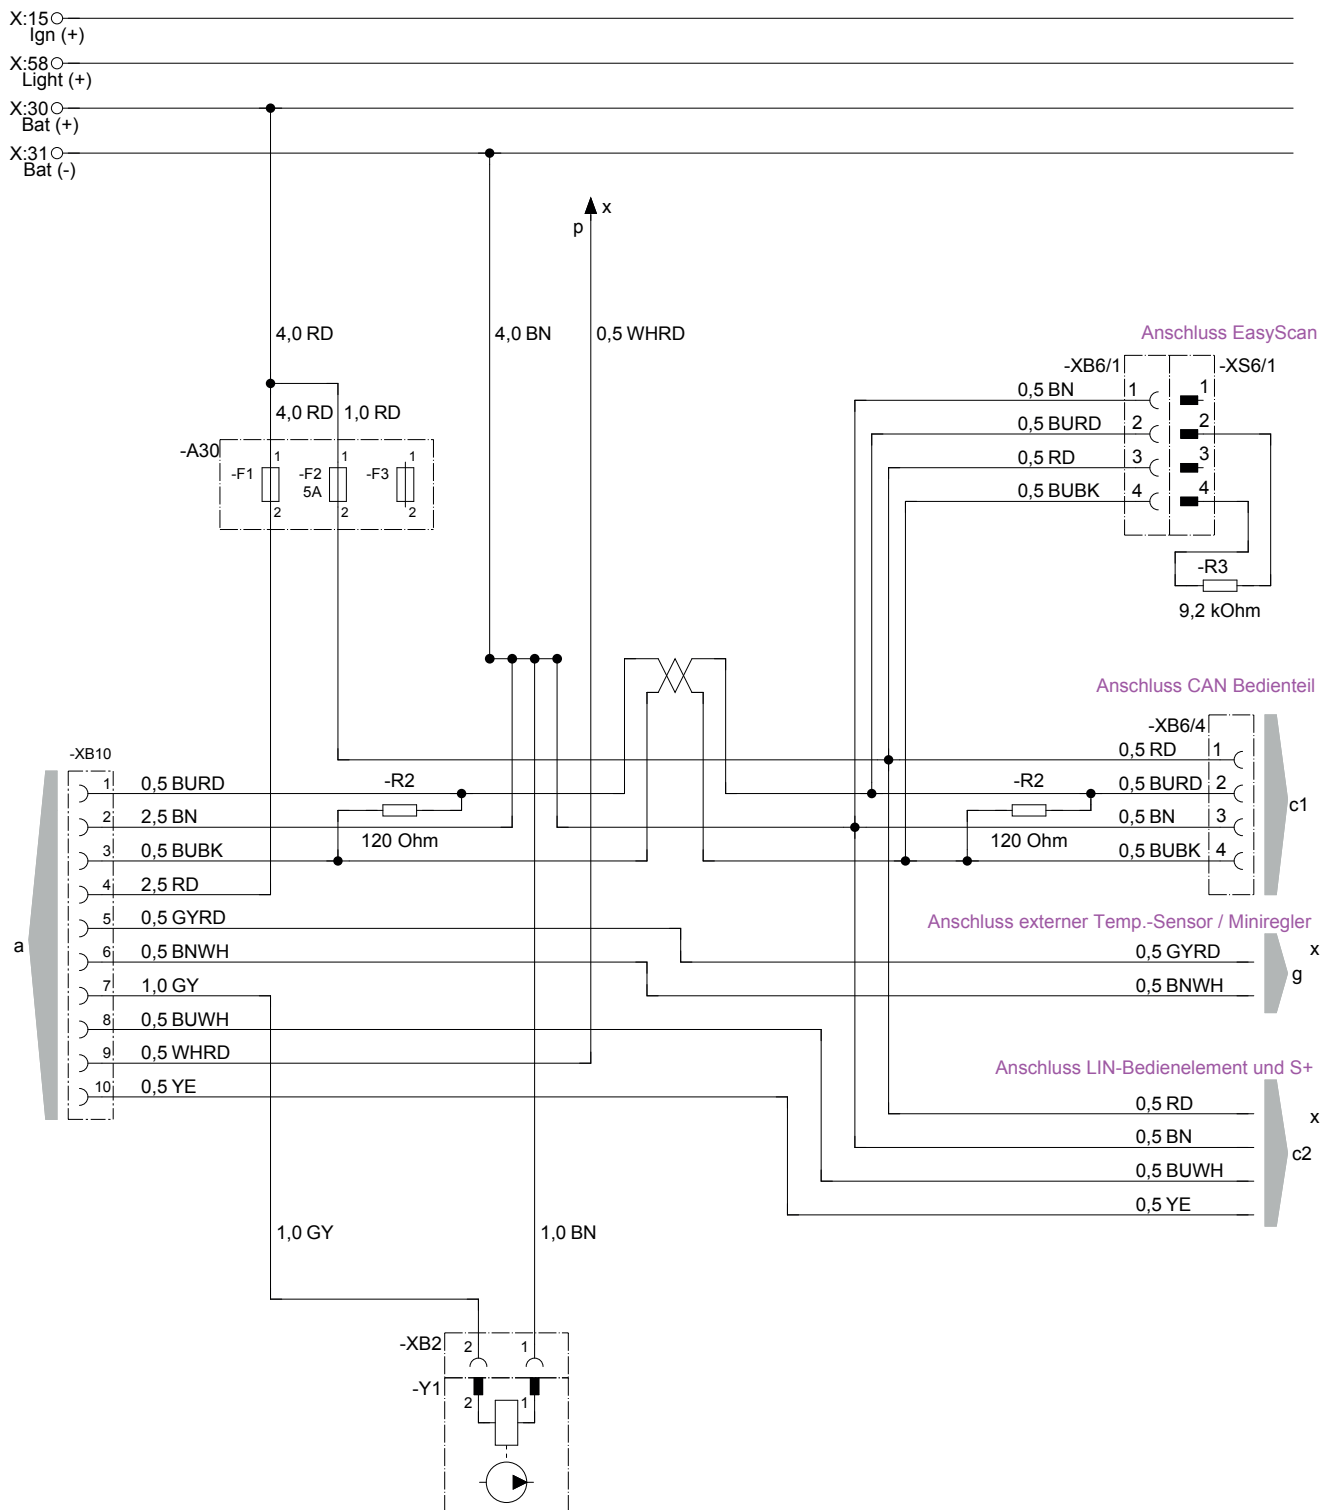 X:15
Ign (+)
X:58
Light (+)
X:30
Bat (+)
X:31
Bat (-)
x
p
4,0 RD
4,0 BN
0,5 WHRD
Anschluss EasyScan
-XB6/1
-XS6/1
0,5 BN
1
1
0,5 BURD
2
2
0,5 RD
3
3
0,5 BUBK
4
4
4,0 RD
1,0 RD
-A30
1
1
1
-F1
-F2
5A
-F3
2
2
2
-R3
9,2 kOhm
Anschluss CAN Bedienteil
-XB6/4
-XB10
0,5 RD
1
1
0,5 BURD
-R2
-R2
0,5 BURD
2
2
2,5 BN
120 Ohm
120 Ohm
0,5 BN
3
c1
3
0,5 BUBK
0,5 BUBK
4
4
2,5 RD
5
0,5 GYRD
Anschluss externer Temp.-Sensor / Miniregler
a
6
0,5 BNWH
0,5 GYRD
x
7
1,0 GY
0,5 BNWH
g
8
0,5 BUWH
9
0,5 WHRD
Anschluss LIN-Bedienelement und S+
10
0,5 YE
0,5 RD
x
0,5 BN
c2
0,5 BUWH
0,5 YE
1,0 GY
1,0 BN
-XB2
2
1
-Y1
2
1